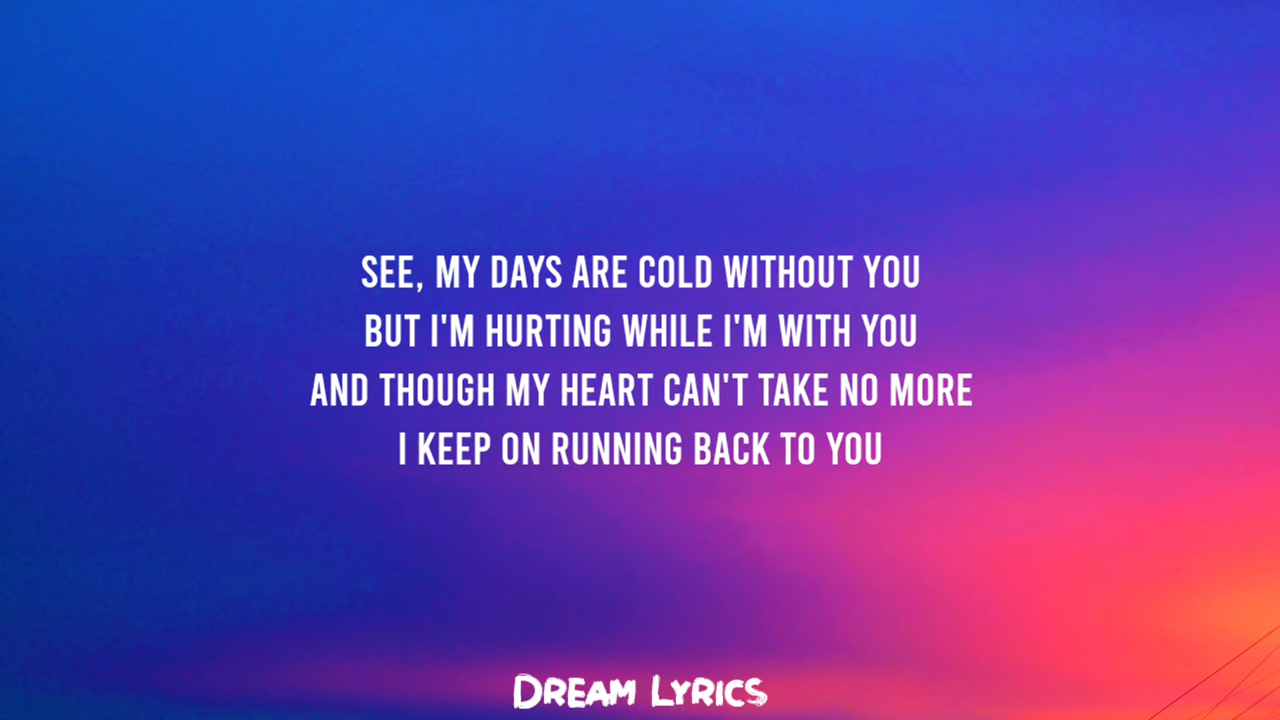 SEE, MY DAYS ARE COLD WITHOUT YOU
BUT I'M HURTING WHILE I'M WITH YOU
AND THOUGH MY HEART CAN'T TAKE NO MORE
I KEEP ON RUNNING BACK TO YOU
DREAM LYRICS